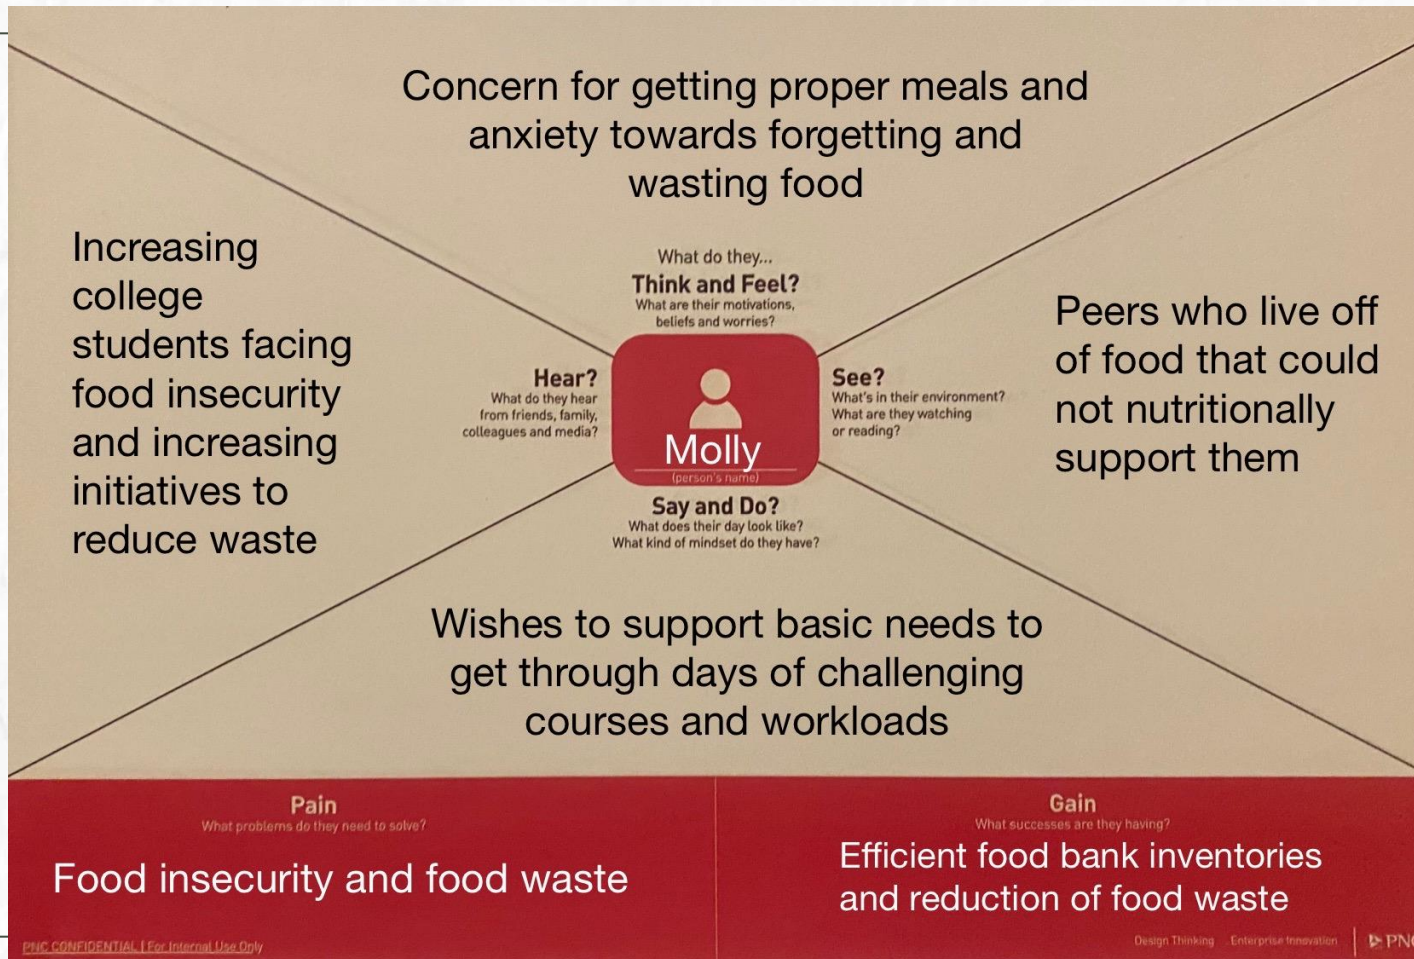 Concern for getting proper meals and
anxiety towards forgetting and
wasting food
Increasing
college
students facing
food insecurity
and increasing
initiatives to
reduce waste
What do they...
Think and Feel?
What are their motivations,
beliefs and worries?
Hear?
What do they hear
from friends, family,
colleagues and media?
Molly
(person's name)
See?
What's in their environment?
What are they watching
or reading?
Peers who live off
of food that could
not nutritionally
support them
Say and Do?
What does their day look like?
What kind of mindset do they have?
Wishes to support basic needs to
get through days of challenging
courses and workloads
Pain
What problems do they need to solve?
Food insecurity and food waste
Gain
What successes are they having?
Efficient food bank inventories
and reduction of food waste
PNC CONFIDENTIAL | For Internal Use Only
Design Thinking Enterprise Innovation
PNC